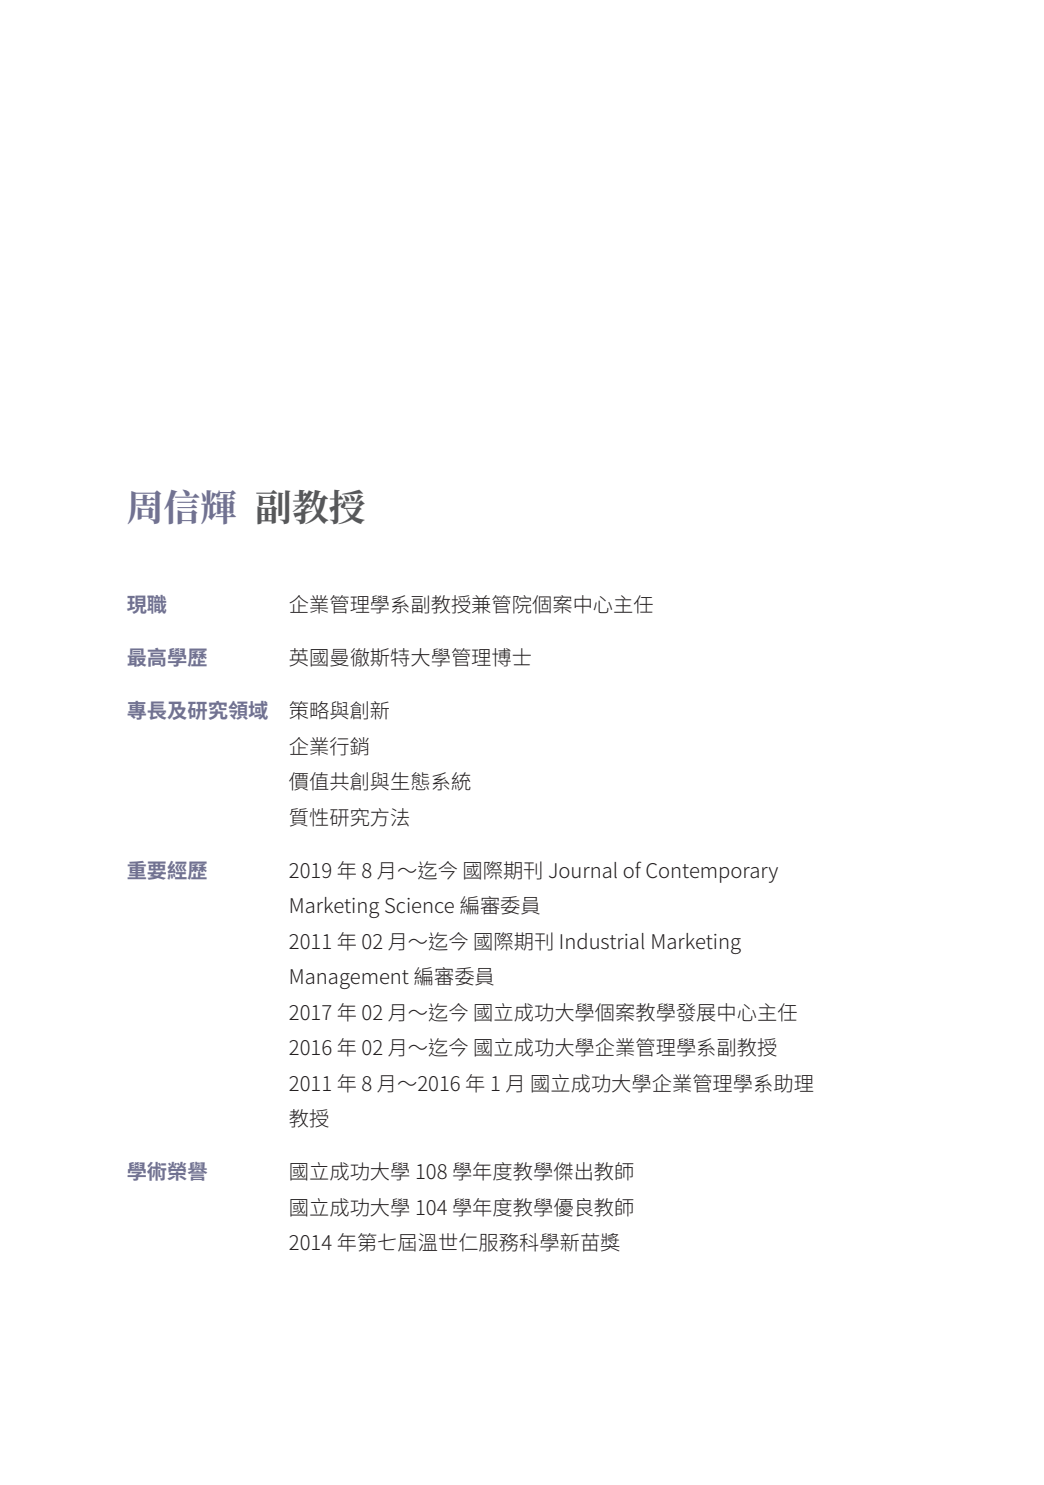 周信輝 副教授
現職 企業管理學系副教授兼管院個案中心主任
最高學歷 英國曼徹斯特大學管理博士
專長及研究領域 策略與創新
企業行銷
價值共創與生態系統
質性研究方法
重要經歷 2019 年 8 月～迄今 國際期刊 Journal of Contemporary
Marketing Science 編審委員
2011 年 02 月～迄今 國際期刊 Industrial Marketing
Management 編審委員
2017 年 02 月～迄今 國立成功大學個案教學發展中心主任
2016 年 02 月～迄今 國立成功大學企業管理學系副教授
2011 年 8 月～2016 年 1 月 國立成功大學企業管理學系助理
教授
學術榮譽 國立成功大學 108 學年度教學傑出教師
國立成功大學 104 學年度教學優良教師
2014 年第七屆溫世仁服務科學新苗獎